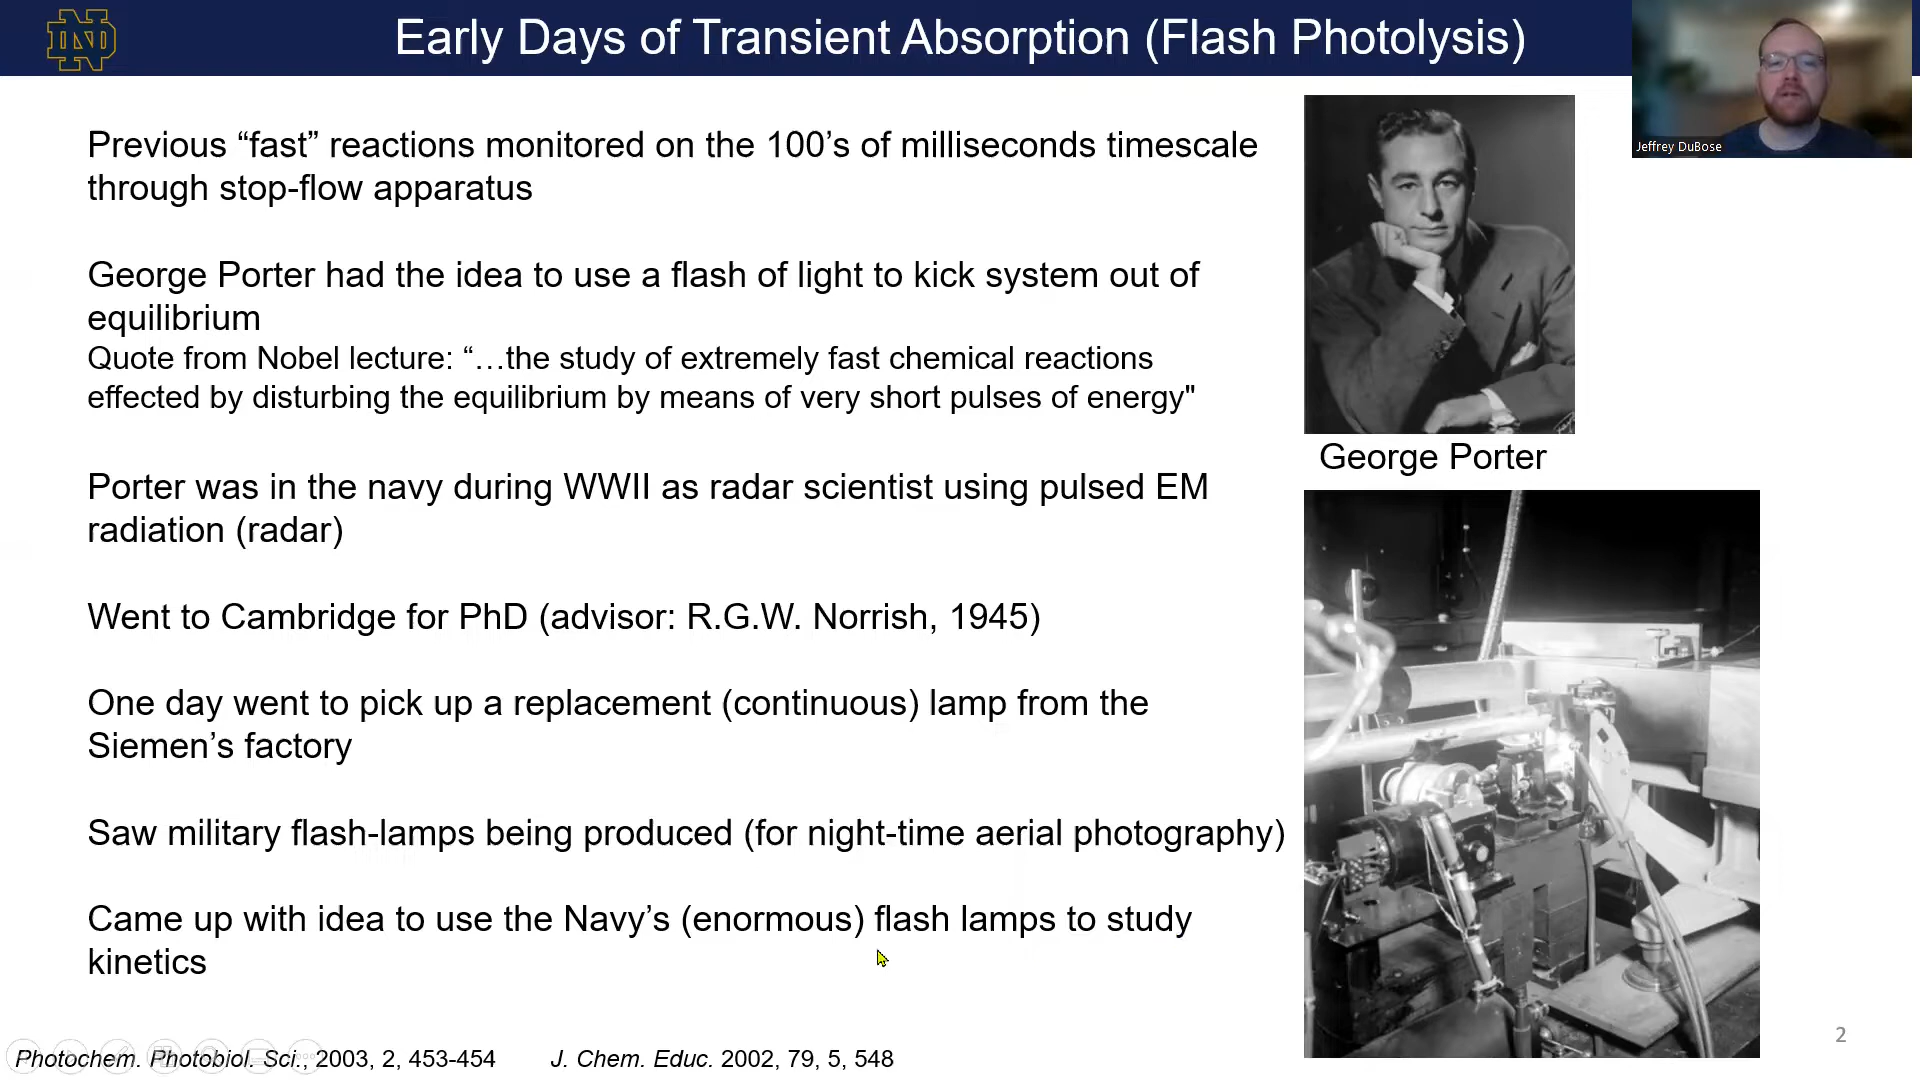 Early Days of Transient Absorption (Flash Photolysis)
Jeffrey DuBose
Previous “fast” reactions monitored on the 100’s of milliseconds timescale
through stop-flow apparatus
George Porter had the idea to use a flash of light to kick system out of
equilibrium
Quote from Nobel lecture: “…the study of extremely fast chemical reactions
effected by disturbing the equilibrium by means of very short pulses of energy"
George Porter
Porter was in the navy during WWII as radar scientist using pulsed EM
radiation (radar)
Went to Cambridge for PhD (advisor: R.G.W. Norrish, 1945)
One day went to pick up a replacement (continuous) lamp from the
Siemen’s factory
Saw military flash-lamps being produced (for night-time aerial photography)
Came up with idea to use the Navy’s (enormous) flash lamps to study
kinetics
2
Photochem. Photobiol. Sci., 2003, 2, 453-454
J. Chem. Educ. 2002, 79, 5, 548